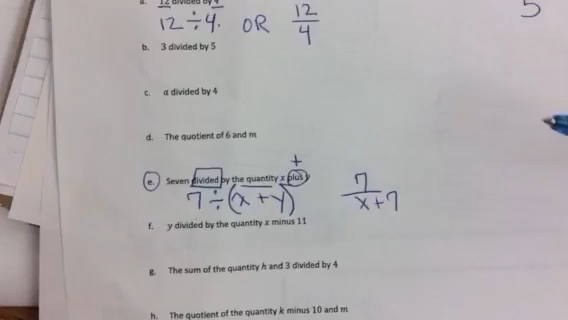 a. 12 divided by 4
12 ÷ 4. OR 12/4
5
b. 3 divided by 5
c. a divided by 4
d. The quotient of 6 and m
+
e. Seven divided by the quantity x plus y
7 ÷ (x + y) 7/x+7
f. y divided by the quantity x minus 11
g. The sum of the quantity h and 3 divided by 4
h. The quotient of the quantity k minus 10 and m